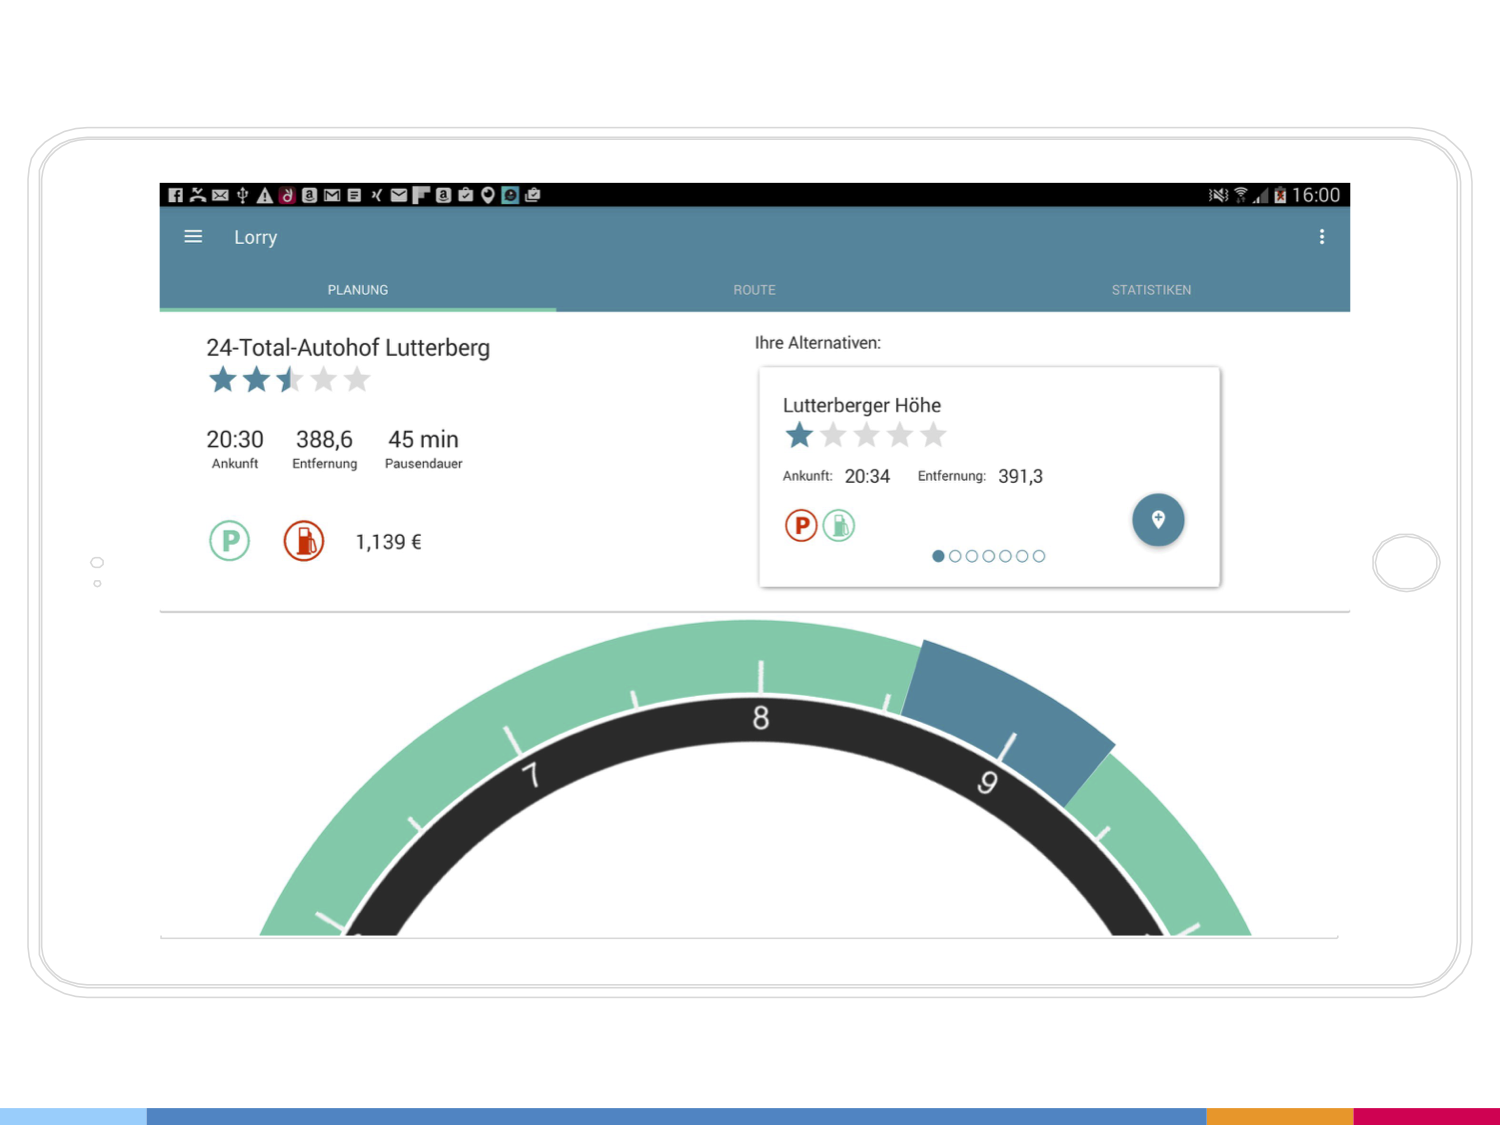 16:00
Lorry
PLANUNG ROUTE STATISTIKEN
24-Total-Autohof Lutterberg
20:30 388,6 45 min
Ankunft Entfernung Pausendauer
P 1,139 €
Ihre Alternativen:
Lutterberger Höhe
Ankunft: 20:34 Entfernung: 391,3
P
7 8 9